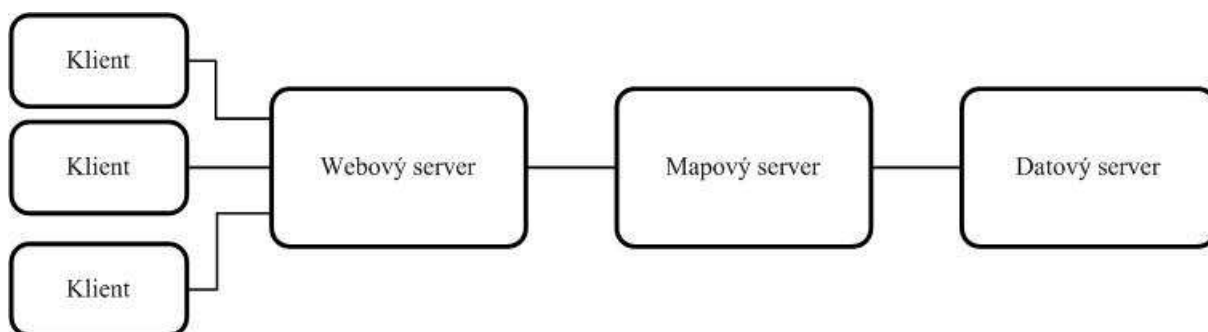 Klient
Klient
Klient
Webový server
Mapový server
Datový server